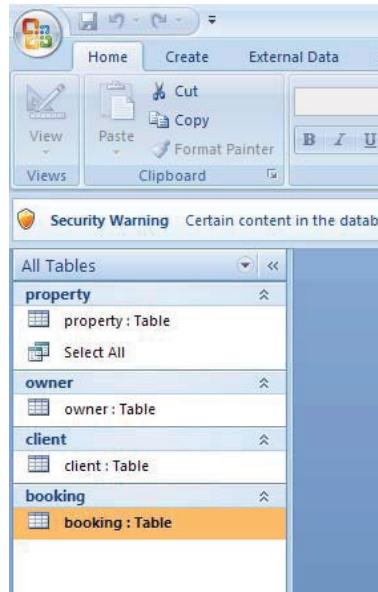 Home Create External Data
Cut
Copy
View Paste Format Painter B I U
Views Clipboard
Security Warning Certain content in the datab
All Tables
property
property : Table
Select All
owner
owner : Table
client
client : Table
booking
booking : Table